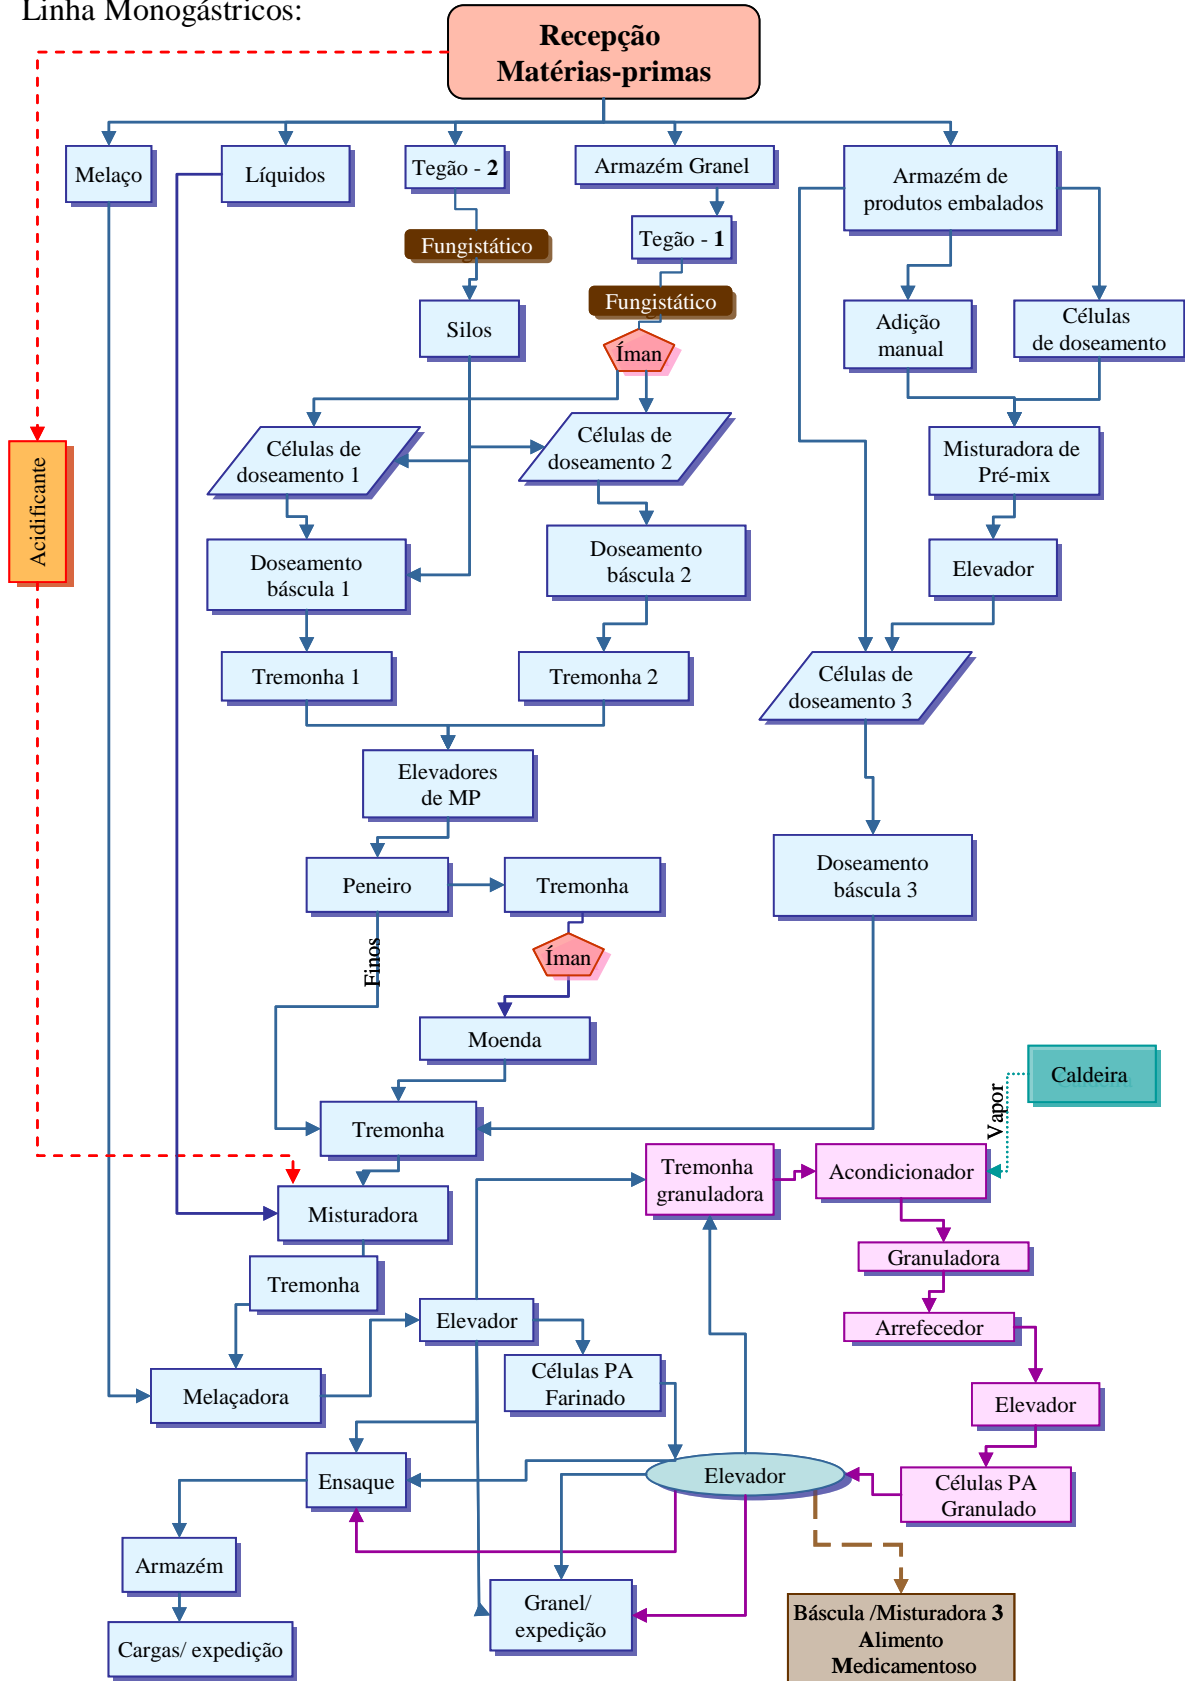 Linha Monogástricos:
Recepção
Matérias-primas
Melaço
Líquidos
Tegão - 2
Armazém Granel
Armazém de
produtos embalados
Tegão - 1
Fungistático
Fungistático
Silos
Íman
Adição
manual
Células
de doseamento
Células de
doseamento 1
Células de
doseamento 2
Misturadora de
Pré-mix
Acidificante
Doseamento
báscula 1
Doseamento
báscula 2
Elevador
Tremonha 1
Tremonha 2
Células de
doseamento 3
Elevadores
de MP
Peneiro
Tremonha
Doseamento
báscula 3
Finos
Íman
Moenda
Caldeira
Vapor
Tremonha
Tremonha
granuladora
Acondicionador
Misturadora
Granuladora
Tremonha
Elevador
Arrefecedor
Melaçadora
Células PA
Farinado
Elevador
Ensaque
Elevador
Células PA
Granulado
Armazém
Granel/
expedição
Báscula /Misturadora 3
Alimento
Medicamentoso
Cargas/ expedição